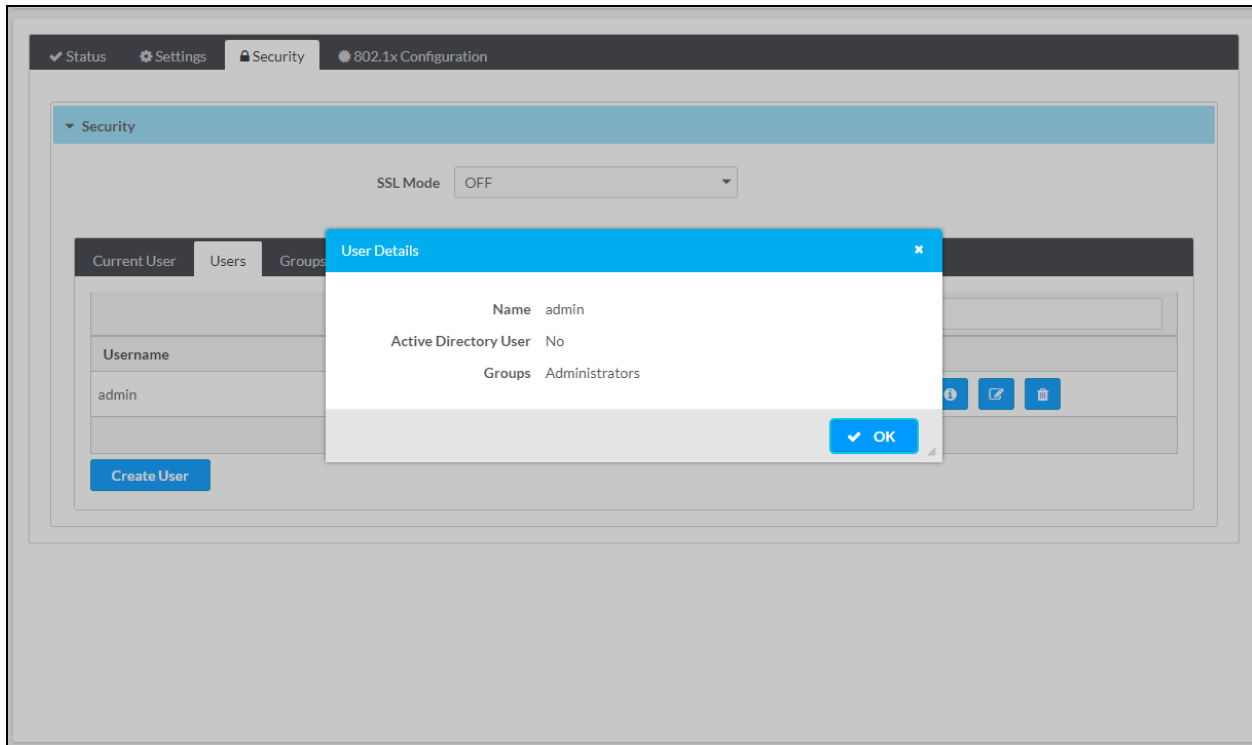 Status Settings Security 802.1x Configuration
Security
SSL Mode OFF
Current User Users Groups
User Details
Name admin
Active Directory User No
Groups Administrators
OK
Username
admin
Create User